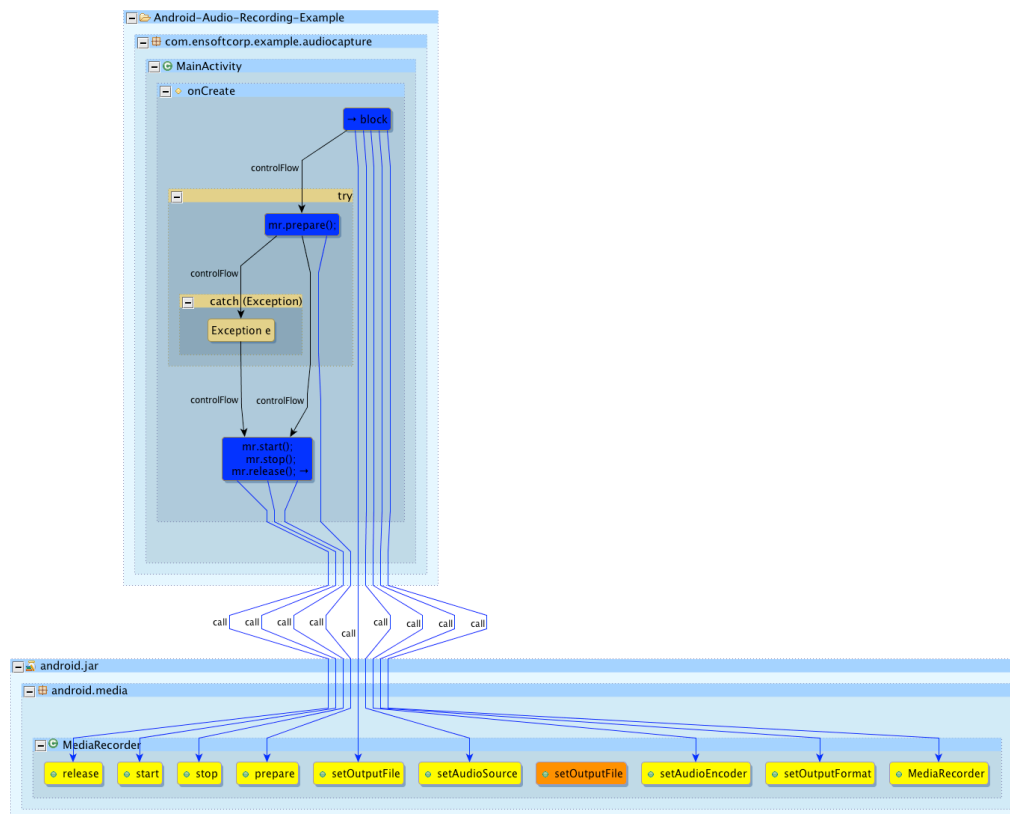 Android-Audio-Recording-Example
com.ensoftcorp.example.audiocapture
MainActivity
onCreate
→ block
controlFlow
try
mr.prepare();
controlFlow
catch (Exception)
Exception e
controlFlow controlFlow
mr.start();
mr.stop();
mr.release(); →
call call call call call call call call call
android.jar
android.media
MediaRecorder
release start stop prepare setOutputFile setAudioSource setOutputFile setAudioEncoder setOutputFormat MediaRecorder